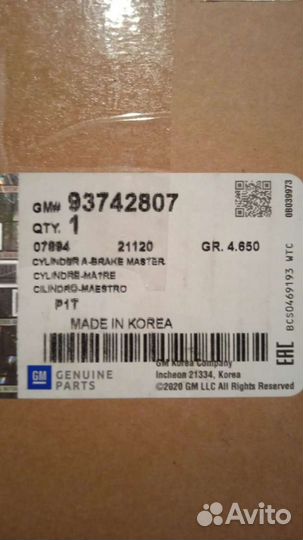 GM# 93742807
QTY. 1
07894 21120 GR. 4.650
CYLINDER A-BRAKE MASTER
CYLINDRE-MATRE
CILINDRO-MAESTRO
P1T
MADE IN KOREA
GM GENUINE PARTS
GM Korea Company
Incheon 21334, Korea
©2020 GM LLC All Rights Reserved
0B039973
BCS0469193 WTC
EAC
Avito